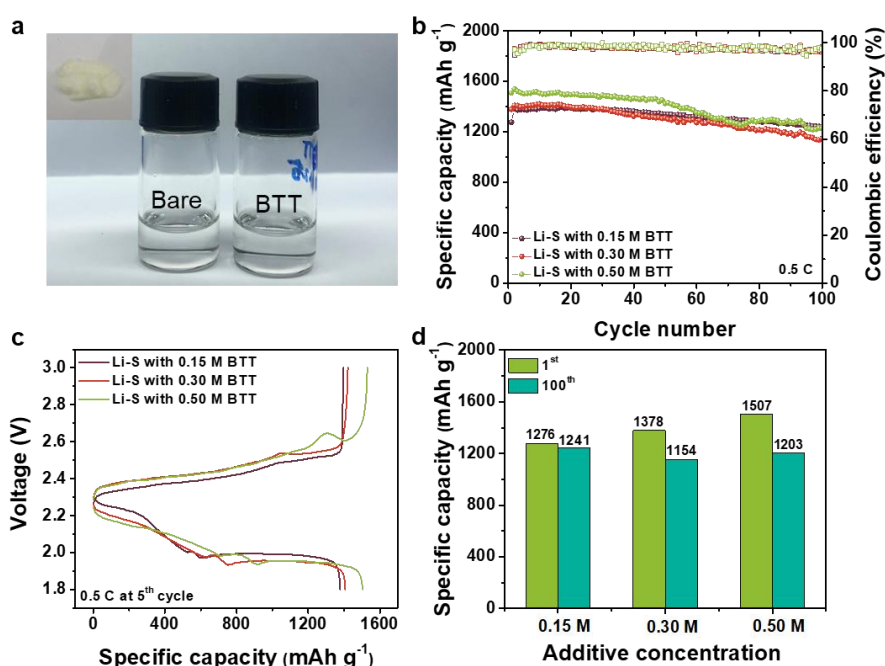 a
Bare
BTT
b
2000
1600
1200
800
400
0
Specific capacity (mAh g⁻¹)
100
80
60
40
20
0
Coulombic efficiency (%)
Li-S with 0.15 M BTT
Li-S with 0.30 M BTT
Li-S with 0.50 M BTT
0.5 C
0 20 40 60 80 100
Cycle number
c
3.0
2.8
2.6
2.4
2.2
2.0
1.8
Voltage (V)
Li-S with 0.15 M BTT
Li-S with 0.30 M BTT
Li-S with 0.50 M BTT
0.5 C at 5ᵗʰ cycle
0 400 800 1200 1600
Specific capacity (mAh g⁻¹)
d
2000
1600
1200
800
400
0
Specific capacity (mAh g⁻¹)
1ˢᵗ
100ᵗʰ
1276 1241
1378
1154
1507
1203
0.15 M 0.30 M 0.50 M
Additive concentration